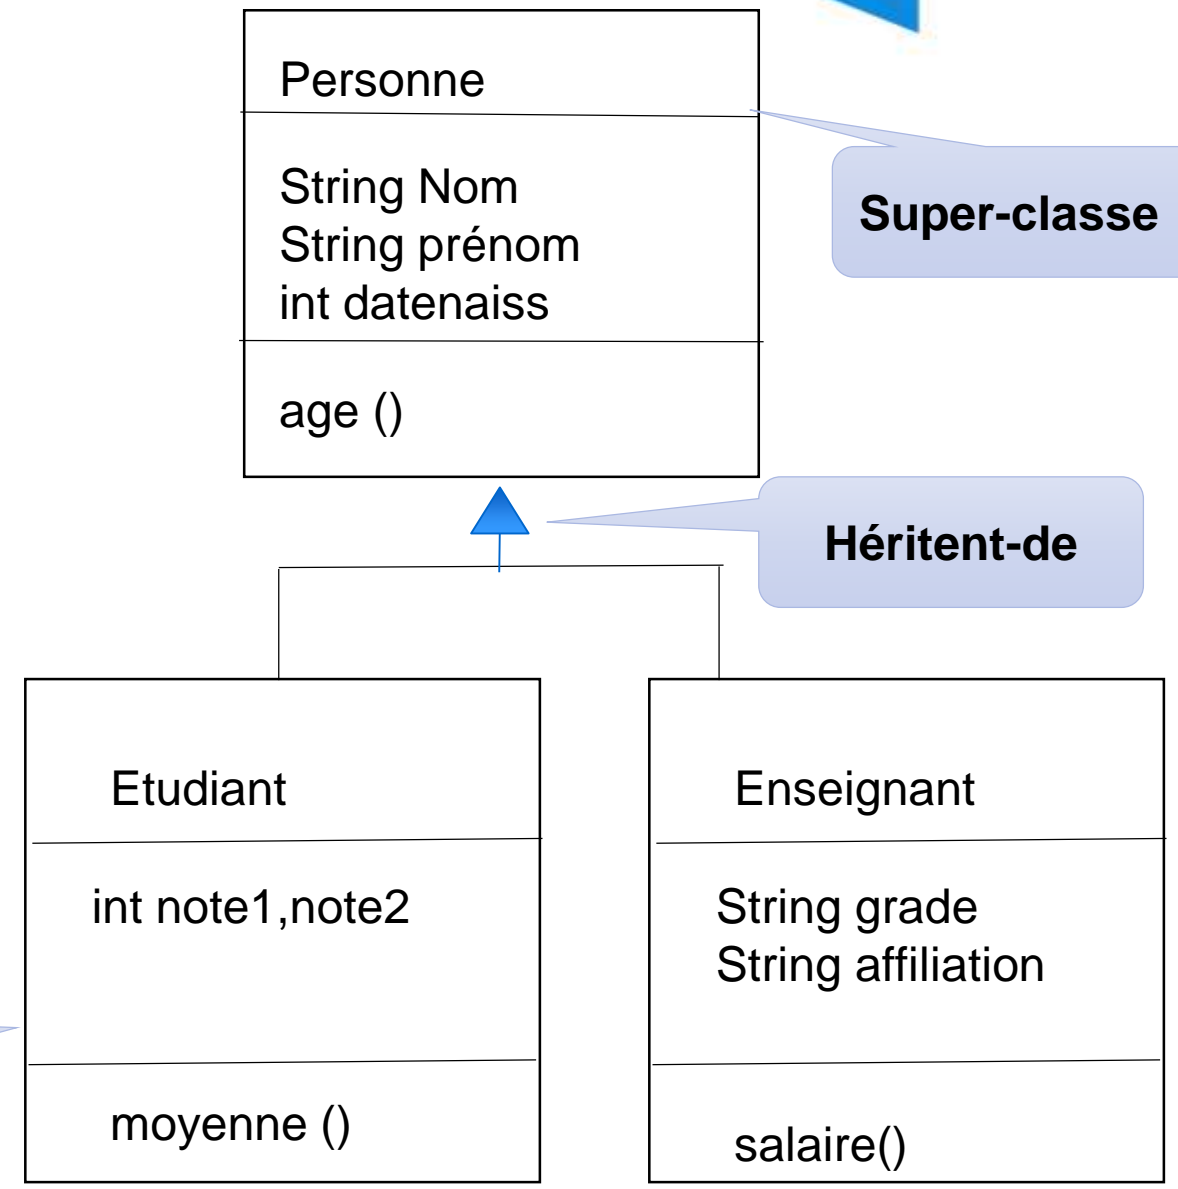 Personne
String Nom
String prénom
int datenaiss
age ()
Super-classe
Héritent-de
Etudiant
int note1,note2
moyenne ()
Enseignant
String grade
String affiliation
salaire()